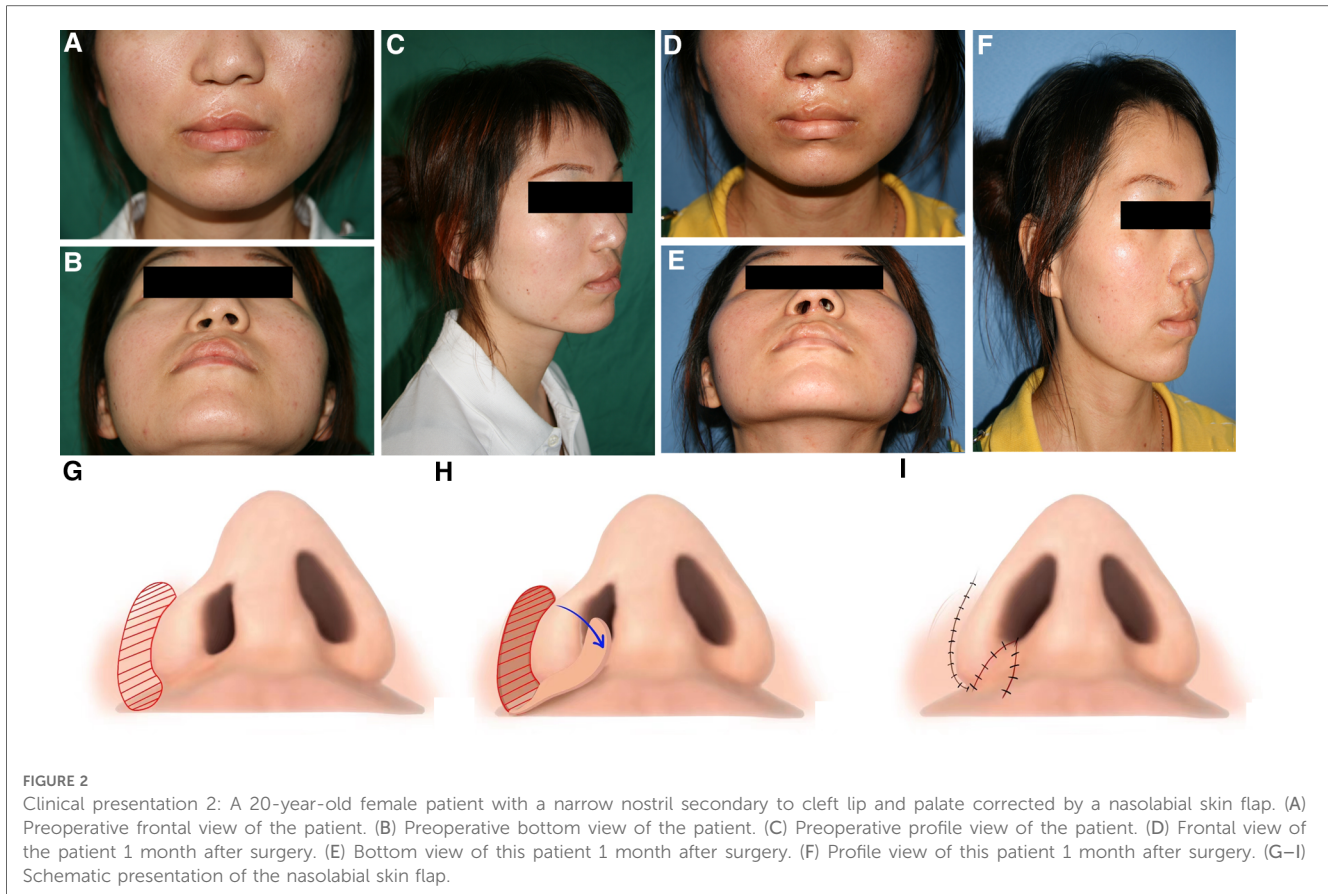 A
C
D
F
B
E
G
H
I
FIGURE 2
Clinical presentation 2: A 20-year-old female patient with a narrow nostril secondary to cleft lip and palate corrected by a nasolabial skin flap. (A)
Preoperative frontal view of the patient. (B) Preoperative bottom view of the patient. (C) Preoperative profile view of the patient. (D) Frontal view of
the patient 1 month after surgery. (E) Bottom view of this patient 1 month after surgery. (F) Profile view of this patient 1 month after surgery. (G–I)
Schematic presentation of the nasolabial skin flap.